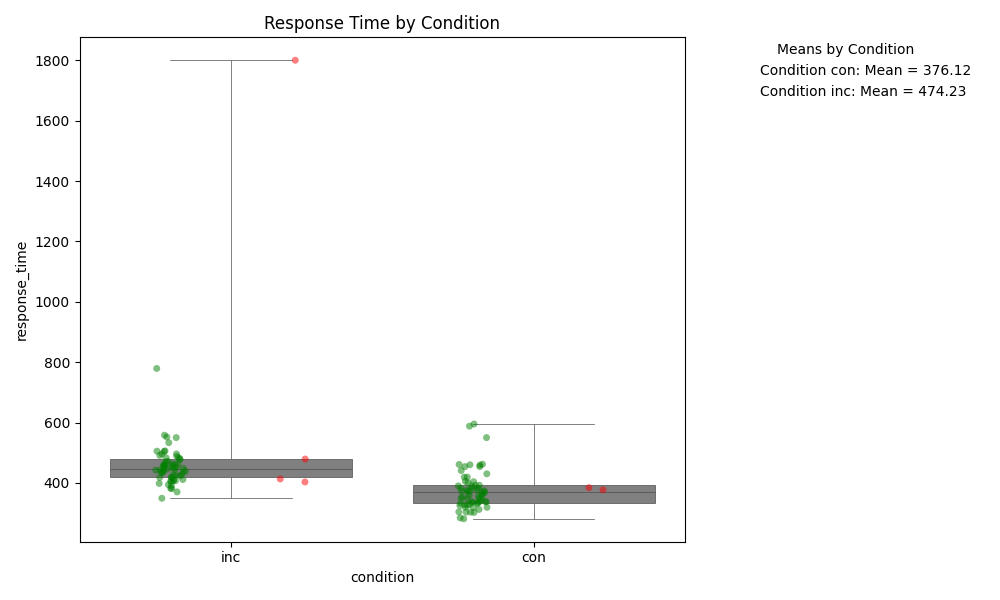 Response Time by Condition
Means by Condition
Condition con: Mean = 376.12
Condition inc: Mean = 474.23
1800
1600
1400
1200
1000
800
600
400
response_time
inc
con
condition